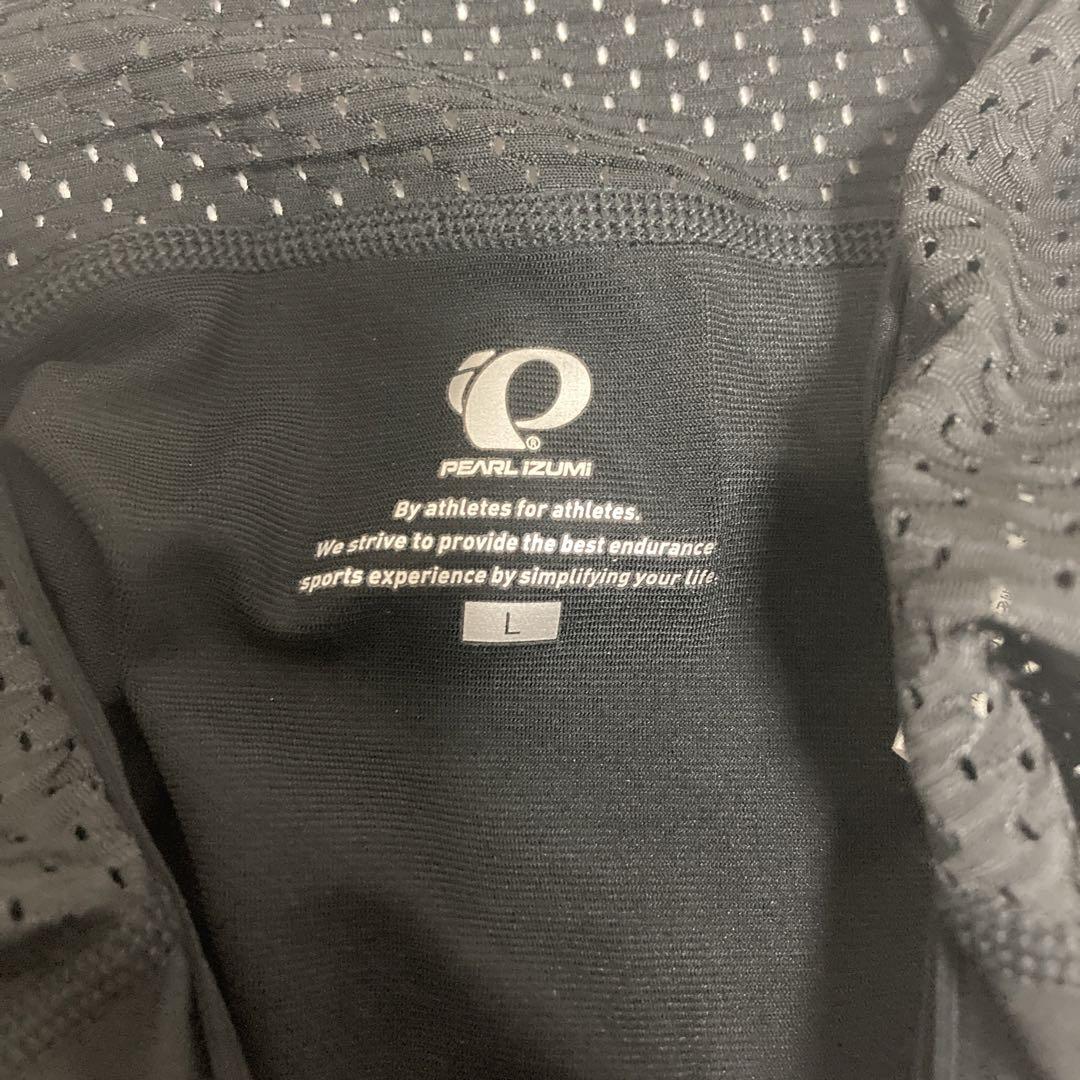 ®
PEARL IZUMi
By athletes for athletes.
We strive to provide the best endurance
sports experience by simplifying your life.
L